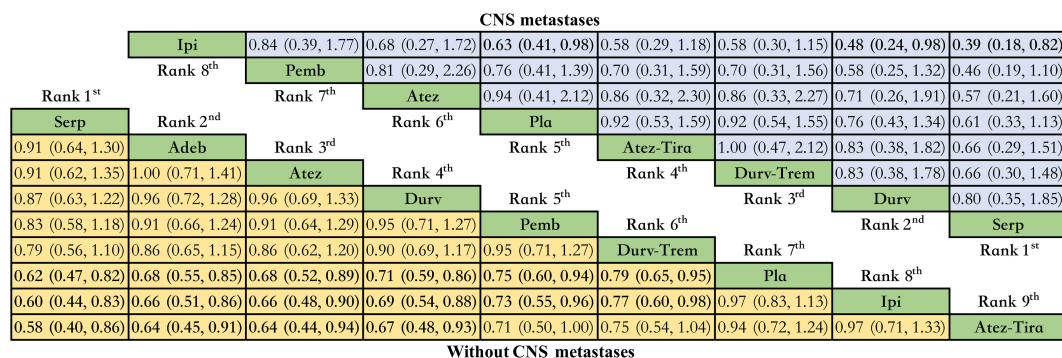 CNS metastases
Ipi 0.84 (0.39, 1.77) 0.68 (0.27, 1.72) 0.63 (0.41, 0.98) 0.58 (0.29, 1.18) 0.58 (0.30, 1.15) 0.48 (0.24, 0.98) 0.39 (0.18, 0.82)
Rank 8th Pemb 0.81 (0.29, 2.26) 0.76 (0.41, 1.39) 0.70 (0.31, 1.59) 0.70 (0.31, 1.56) 0.58 (0.25, 1.32) 0.46 (0.19, 1.10)
Rank 1st Rank 7th Atez 0.94 (0.41, 2.12) 0.86 (0.32, 2.30) 0.86 (0.33, 2.27) 0.71 (0.26, 1.91) 0.57 (0.21, 1.60)
Serp Rank 2nd Rank 6th Pla 0.92 (0.53, 1.59) 0.92 (0.54, 1.55) 0.76 (0.43, 1.34) 0.61 (0.33, 1.13)
0.91 (0.64, 1.30) Adeb Rank 3rd Rank 5th Atez-Tira 1.00 (0.47, 2.12) 0.83 (0.38, 1.82) 0.66 (0.29, 1.51)
0.91 (0.62, 1.35) 1.00 (0.71, 1.41) Atez Rank 4th Rank 4th Durv-Trem 0.83 (0.38, 1.78) 0.66 (0.30, 1.48)
0.87 (0.63, 1.22) 0.96 (0.72, 1.28) 0.96 (0.69, 1.33) Durv Rank 5th Rank 3rd Durv 0.80 (0.35, 1.85)
0.83 (0.58, 1.18) 0.91 (0.66, 1.24) 0.91 (0.64, 1.29) 0.95 (0.71, 1.27) Pemb Rank 6th Rank 2nd Serp
0.79 (0.56, 1.10) 0.86 (0.65, 1.15) 0.86 (0.62, 1.20) 0.90 (0.69, 1.17) 0.95 (0.71, 1.27) Durv-Trem Rank 7th Rank 1st
0.62 (0.47, 0.82) 0.68 (0.55, 0.85) 0.68 (0.52, 0.89) 0.71 (0.59, 0.86) 0.75 (0.60, 0.94) 0.79 (0.65, 0.95) Pla Rank 8th
0.60 (0.44, 0.83) 0.66 (0.51, 0.86) 0.66 (0.48, 0.90) 0.69 (0.54, 0.88) 0.73 (0.55, 0.96) 0.77 (0.60, 0.98) 0.97 (0.83, 1.13) Ipi Rank 9th
0.58 (0.40, 0.86) 0.64 (0.45, 0.91) 0.64 (0.44, 0.94) 0.67 (0.48, 0.93) 0.71 (0.50, 1.00) 0.75 (0.54, 1.04) 0.94 (0.72, 1.24) 0.97 (0.71, 1.33) Atez-Tira
Without CNS metastases